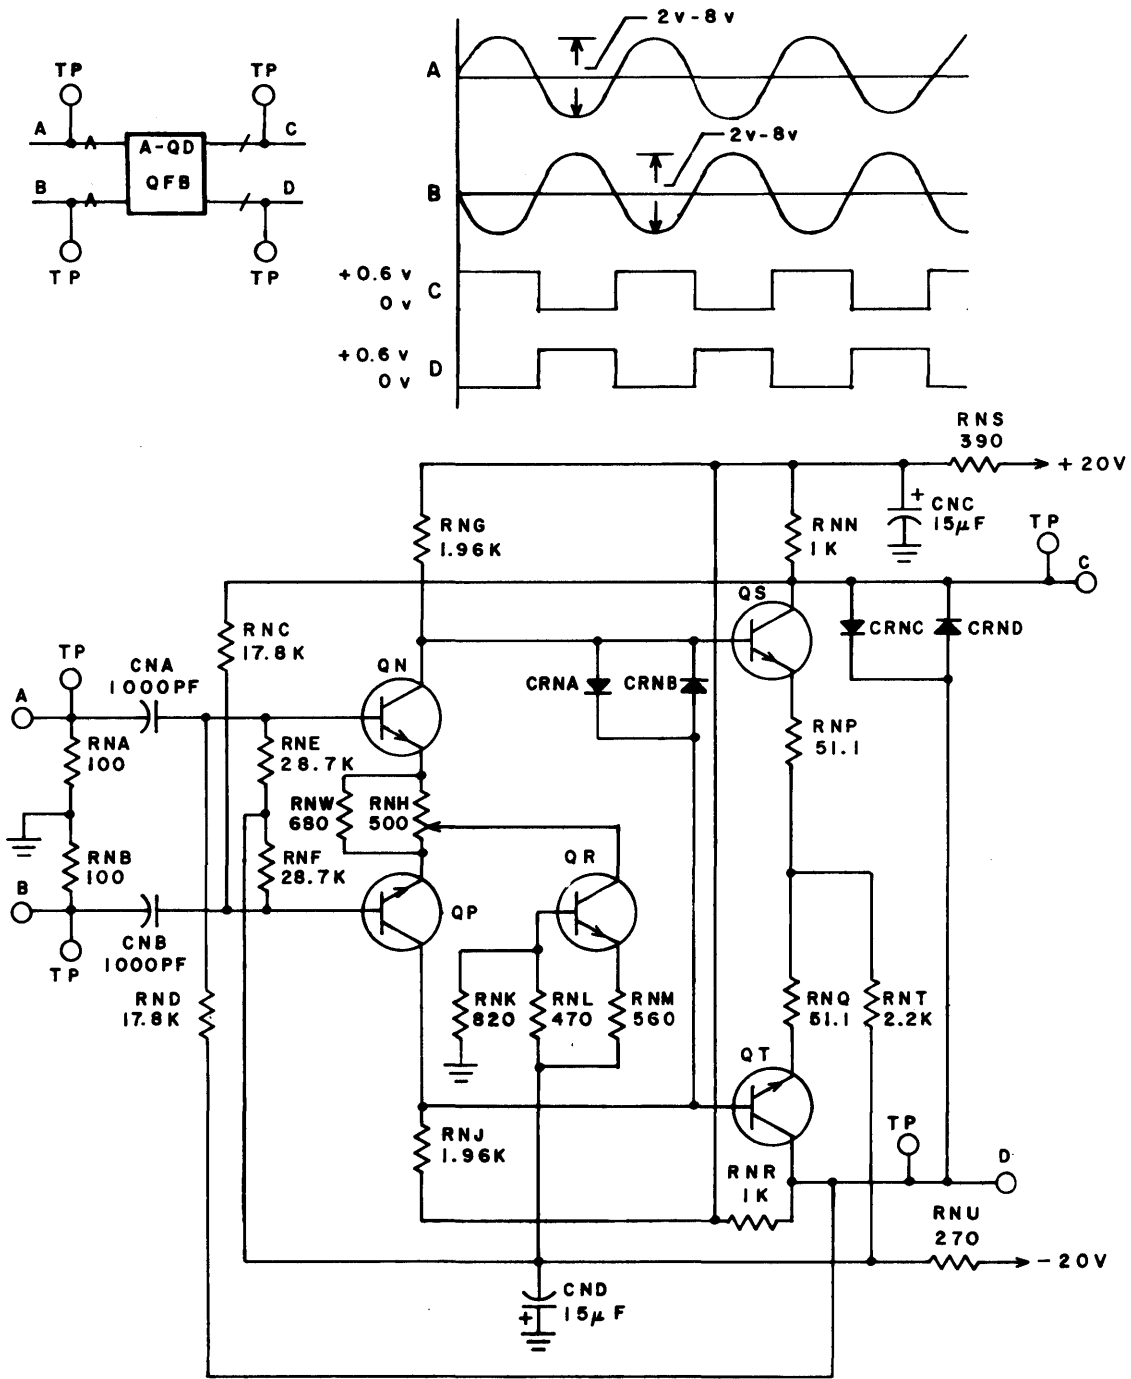 2v-8v
TP
TP
A
A
C
A-QD
QFB
2v-8v
B
D
B
TP
TP
+0.6 v
C
0 v
+0.6 v
D
0 v
RNS
390
+20V
+
CNC
15µF
RNG
1.96K
RNN
1K
TP
C
QS
RNC
17.8K
CRNC
CRND
TP
CNA
1000PF
QN
CRNA
CRNB
A
RNA
100
RNE
28.7K
RNP
51.1
RNW
680
RNH
500
RNB
100
RNF
28.7K
QR
B
QP
CNB
1000PF
TP
RND
17.8K
RNK
820
RNL
470
RNM
560
RNQ
51.1
RNT
2.2K
QT
TP
RNJ
1.96K
D
RNR
1K
RNU
270
-20V
CND
15µF
+